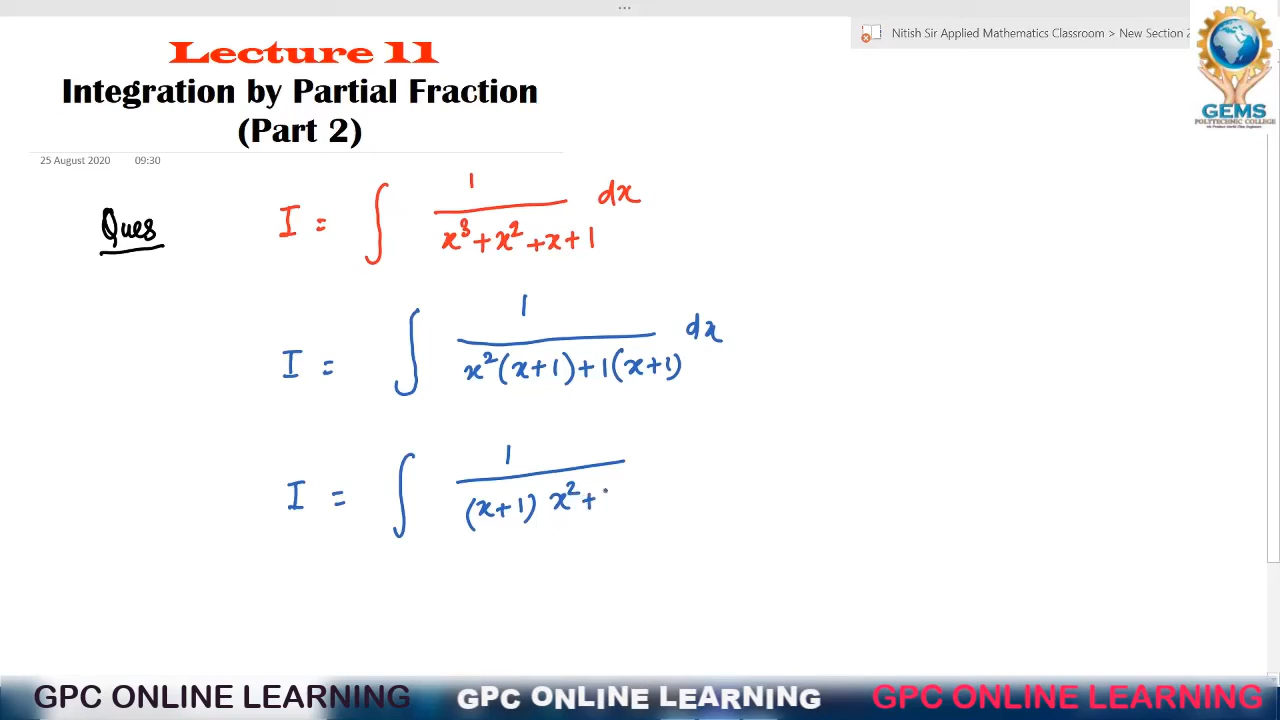 ...
Nitish Sir Applied Mathematics Classroom > New Section 2
Lecture 11
Integration by Partial Fraction
(Part 2)
25 August 2020 09:30
GEMS
POLYTECHNIC COLLEGE
Ques I = ∫ 1/(x³+x²+x+1) dx
I = ∫ 1/(x²(x+1)+1(x+1)) dx
I = ∫ 1/((x+1) x²+
GPC ONLINE LEARNING GPC ONLINE LEARNING GPC ONLINE LEARNING